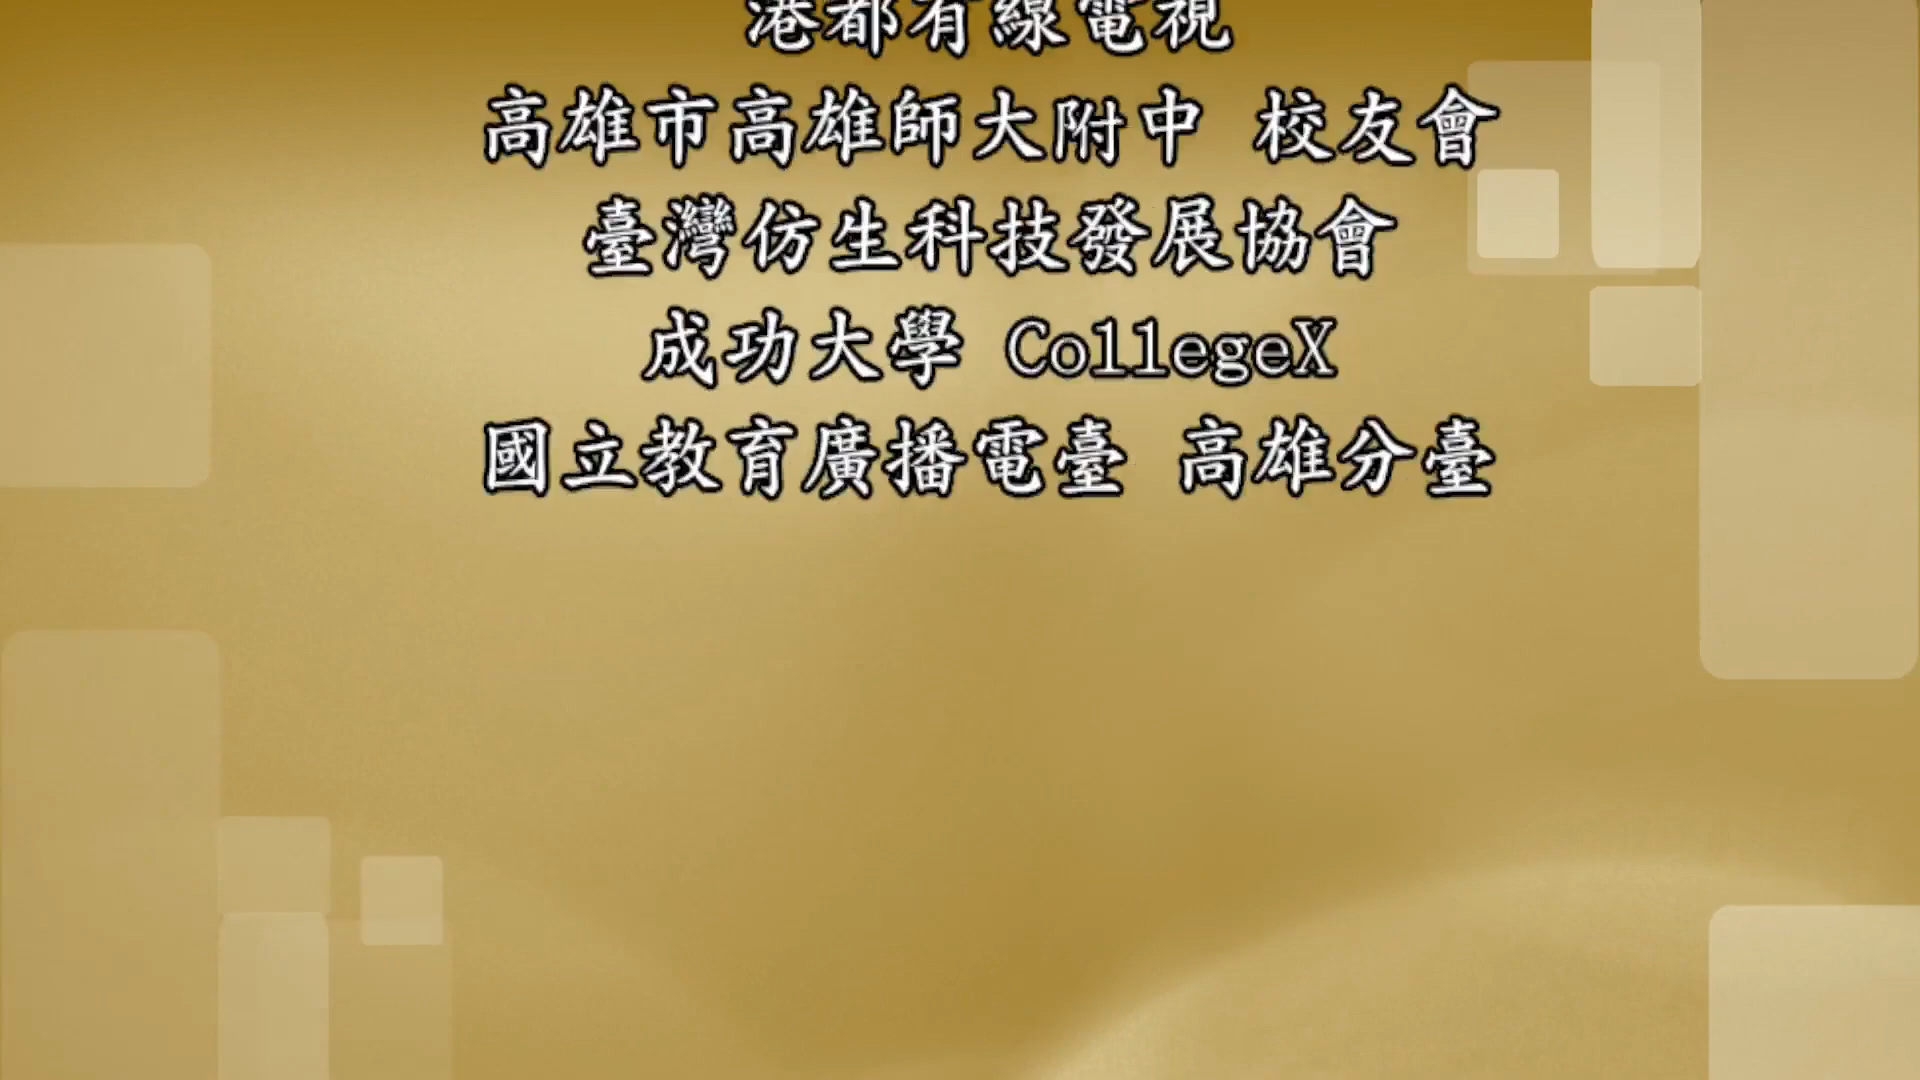 港都有線電視
高雄市高雄師大附中 校友會
臺灣仿生科技發展協會
成功大學 CollegeX
國立教育廣播電臺 高雄分臺